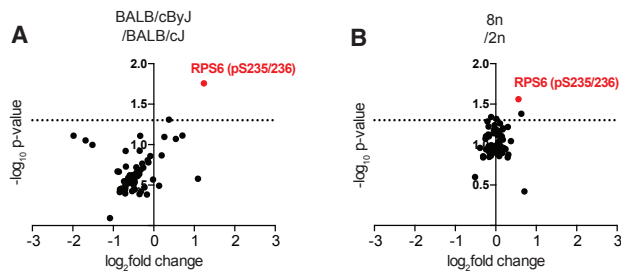 A
BALB/cByJ
/BALB/cJ
RPS6 (pS235/236)
2.0
1.5
1.0
0.5
-log10 p-value
-3 -2 -1 0 1 2 3
log2fold change
B
8n
/2n
RPS6 (pS235/236)
2.0
1.5
1.0
0.5
-log10 p-value
-3 -2 -1 0 1 2 3
log2fold change